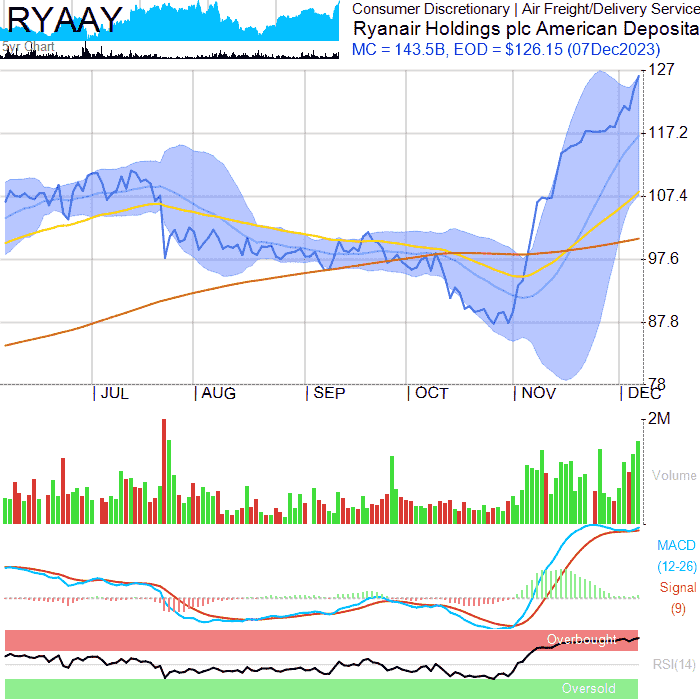 RYAAY
5yr Chart
Consumer Discretionary | Air Freight/Delivery Service
Ryanair Holdings plc American Deposita
MC = 143.5B, EOD = $126.15 (07Dec2023)
127
117.2
107.4
97.6
87.8
78
JUL AUG SEP OCT NOV DEC
2M
Volume
MACD
(12-26)
Signal
(9)
Overbought
RSI(14)
Oversold